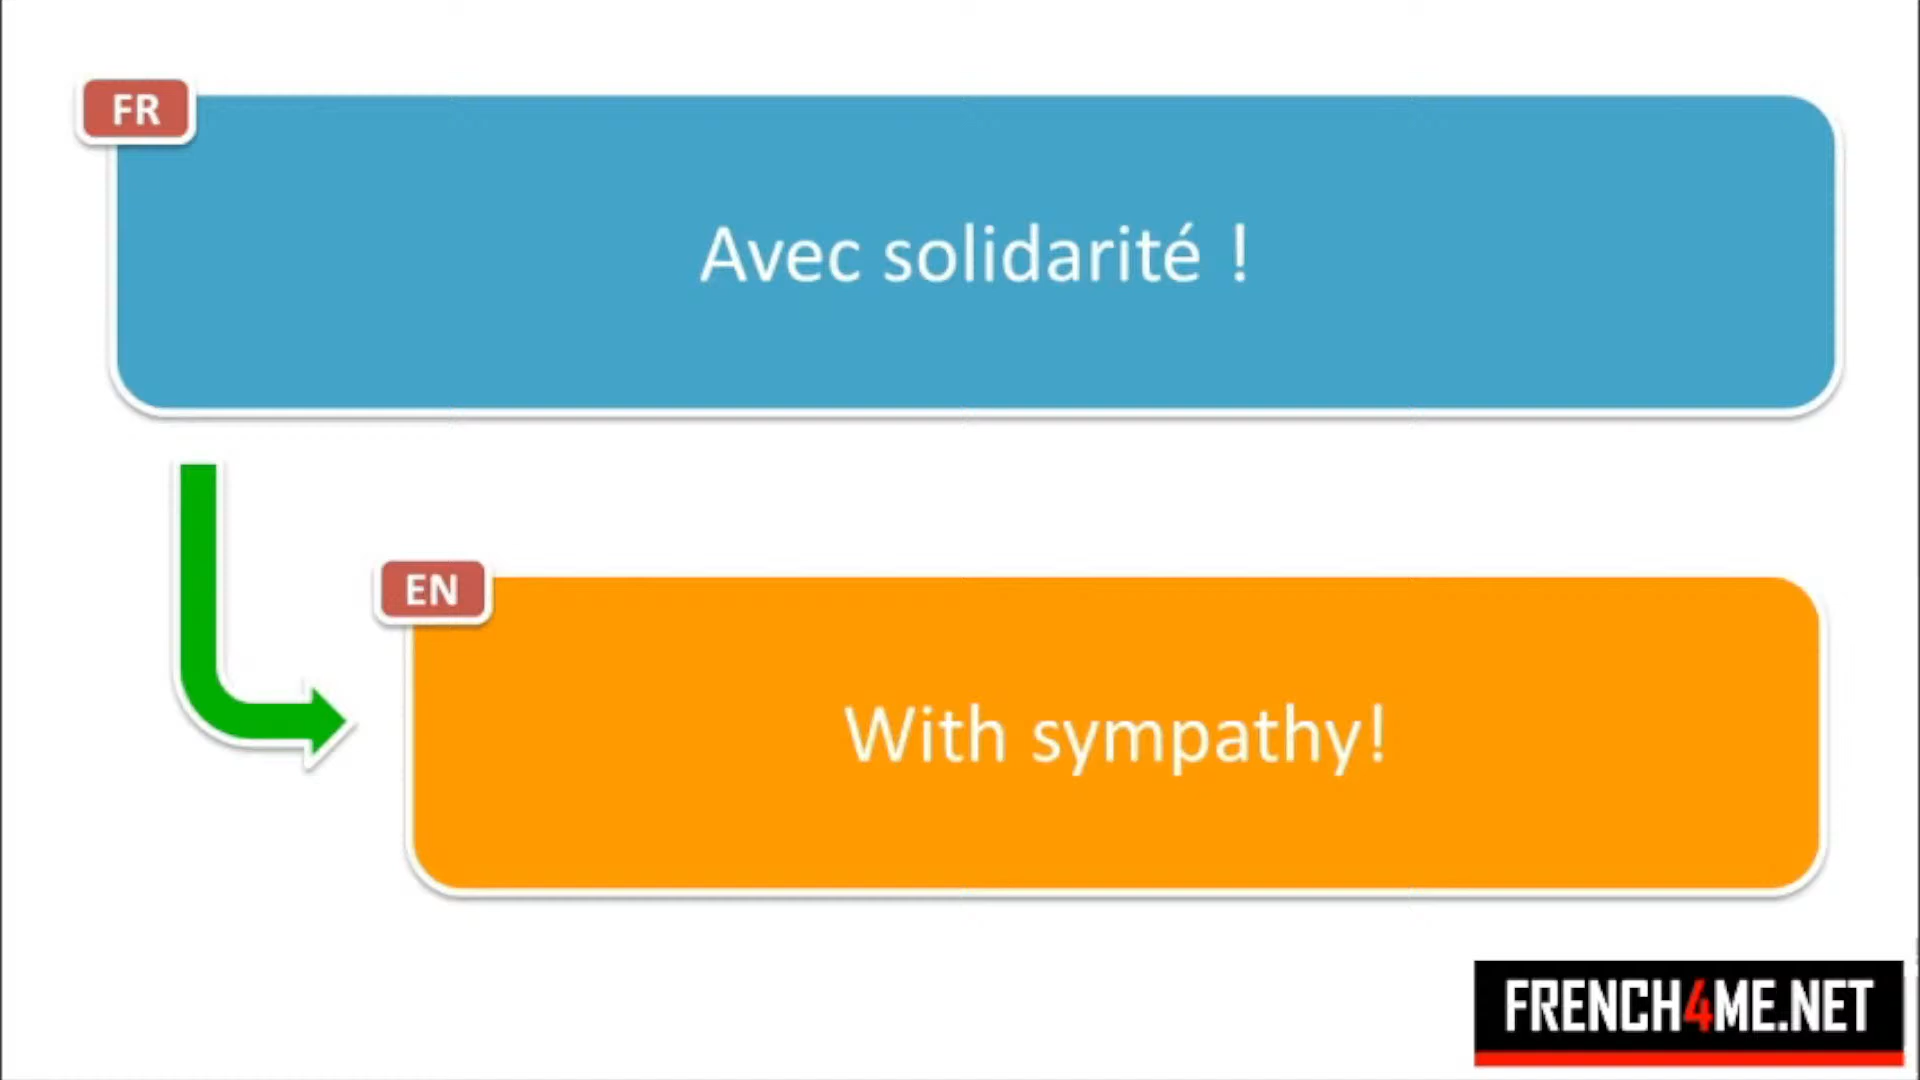 FR
Avec solidarité !
EN
With sympathy!
FRENCH4ME.NET